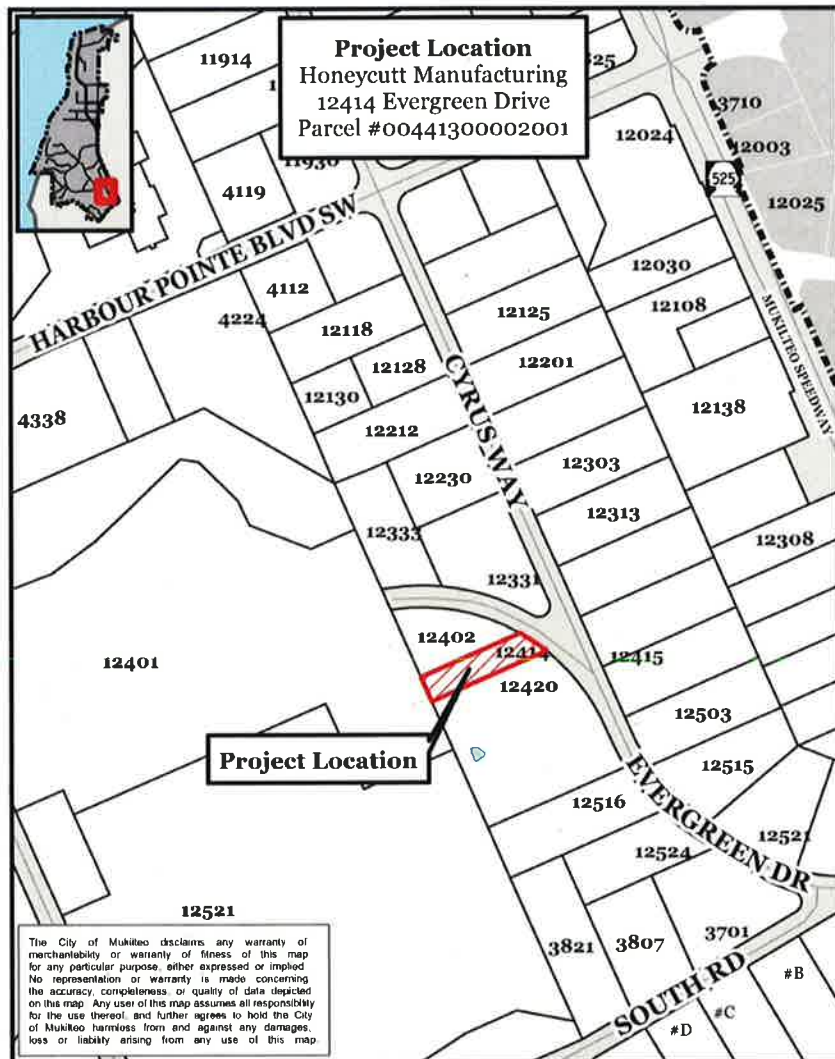 Project Location
Honeycutt Manufacturing
12414 Evergreen Drive
Parcel #00441300002001
11914
3710
12024
12003
525
12025
4119
11930
HARBOUR POINTE BLVD SW
4112
4224
12030
12108
MUKILTEO SPEEDWAY
12118
12125
12128
12201
CYRUS WAY
12130
4338
12138
12212
12230
12303
12313
12333
12308
12331
12402
12401
12414
12415
12420
12503
Project Location
12515
12516
EVERGREEN DR
12521
12524
12521
3821
3807
3701
SOUTH RD
#B
#C
#D
The City of Mukilteo disclaims any warranty of
merchantability or warranty of fitness of this map
for any particular purpose, either expressed or implied.
No representation or warranty is made concerning
the accuracy, completeness, or quality of data depicted
on this map. Any user of this map assumes all responsibility
for the use thereof, and further agrees to hold the City
of Mukilteo harmless from and against any damages,
loss or liability arising from any use of this map.